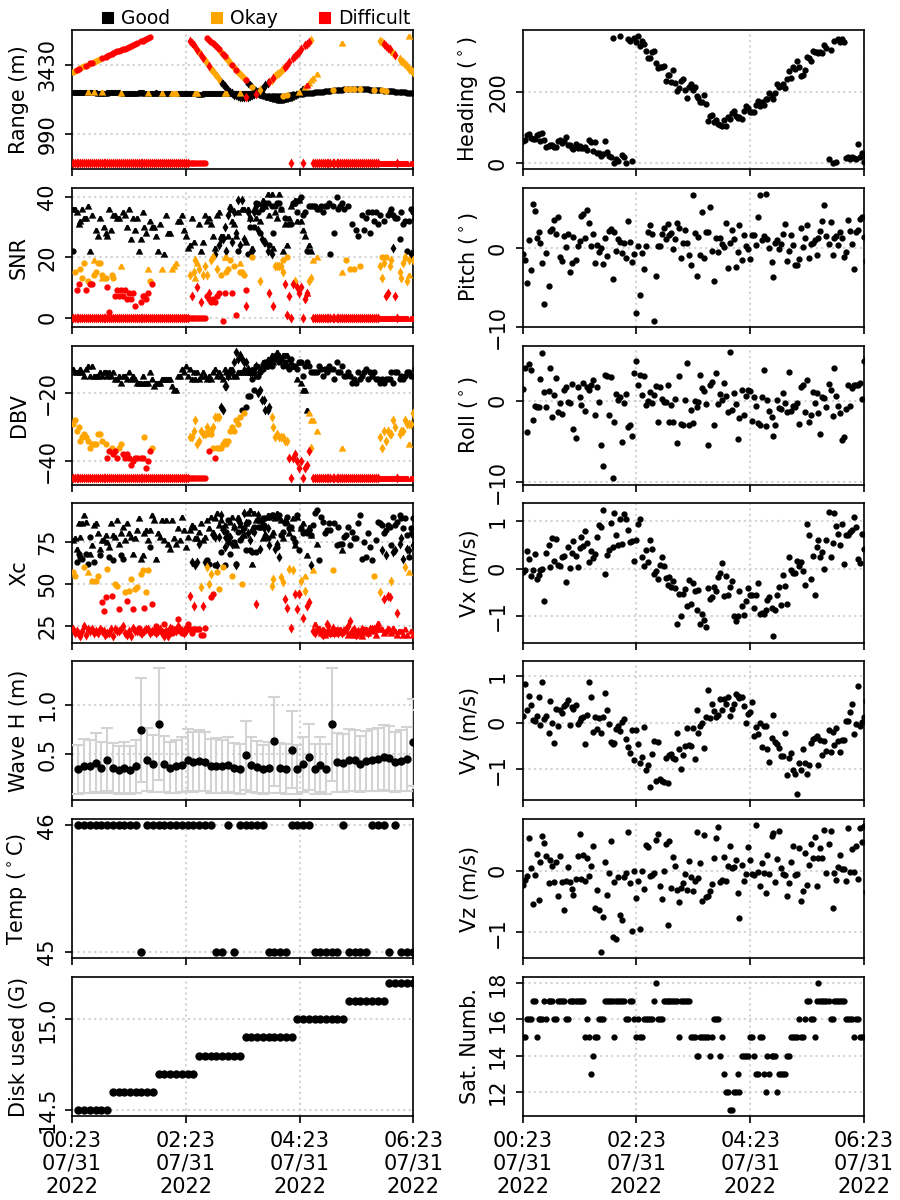 Good Okay Difficult
Range (m)
3430
990
Heading (°)
200
0
SNR
40
20
0
Pitch (°)
0
−10
DBV
−20
−40
Roll (°)
0
−10
Xc
75
50
25
Vx (m/s)
1
0
−1
Wave H (m)
1.0
0.5
Vy (m/s)
1
0
−1
Temp (°C)
46
45
Vz (m/s)
0
−1
Disk used (G)
15.0
14.5
Sat. Numb.
18
16
14
12
00:23 02:23 04:23 06:23
07/31 07/31 07/31 07/31
2022 2022 2022 2022
00:23 02:23 04:23 06:23
07/31 07/31 07/31 07/31
2022 2022 2022 2022